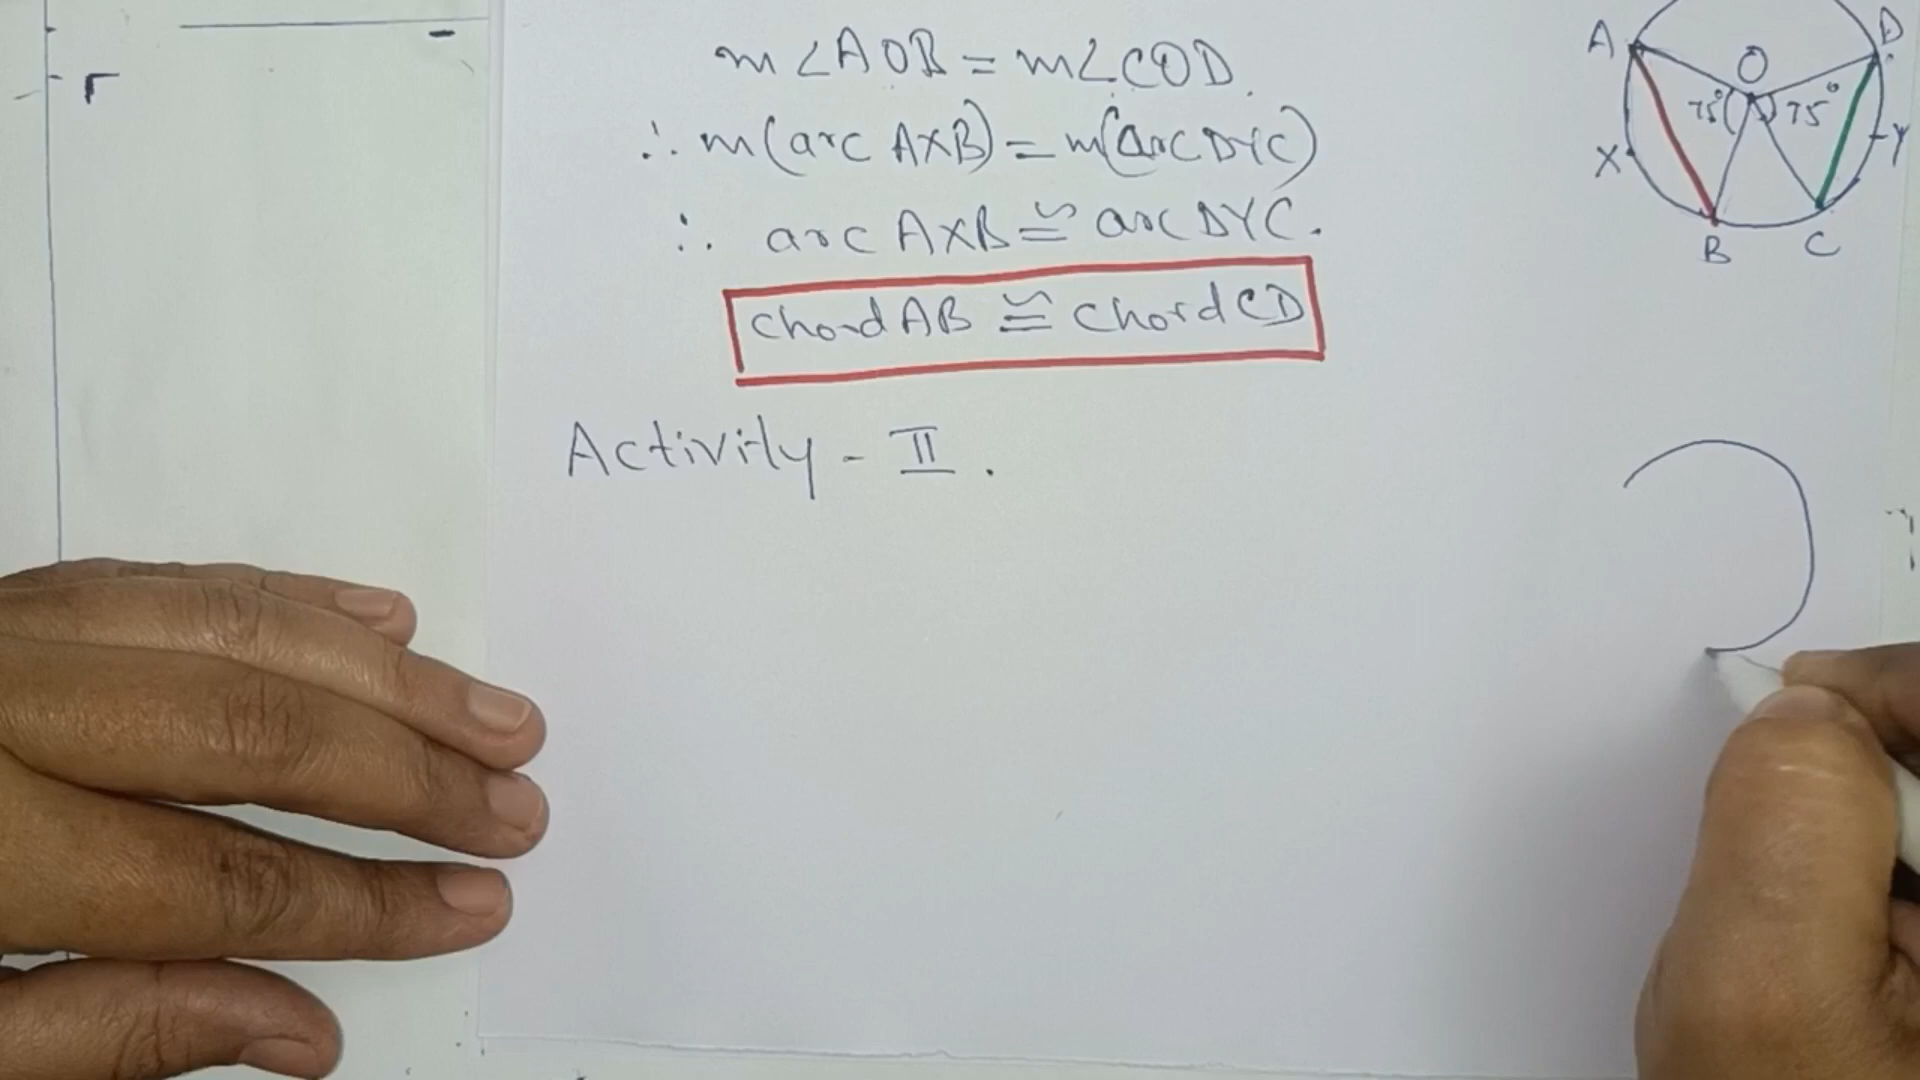 m∠AOB = m∠COD.
∴ m(arc AXB) = m(arc DYC)
∴ arc AXB ≅ arc DYC.
chord AB ≅ chord CD
Activity - II.
A
D
O
75° 75°
X
Y
B
C